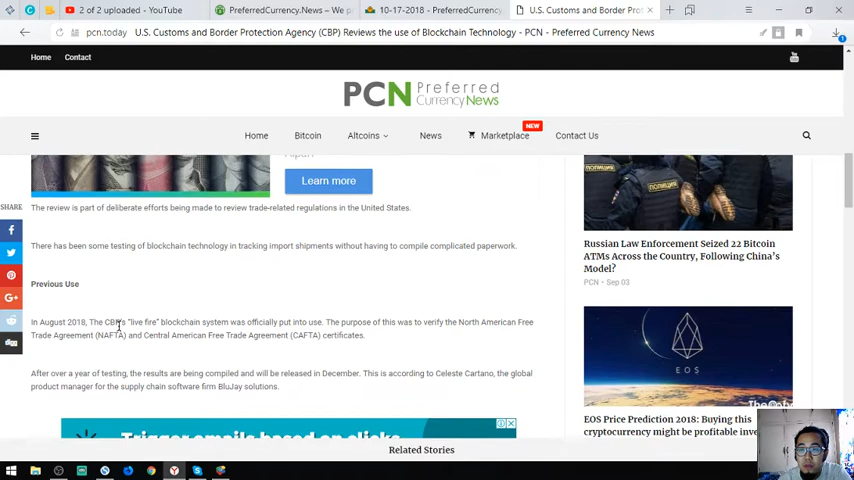 2 of 2 uploaded - YouTube
PreferredCurrency.News – We p
10-17-2018 - PreferredCurrency
U.S. Customs and Border Prot
pcn.today
U.S. Customs and Border Protection Agency (CBP) Reviews the use of Blockchain Technology - PCN - Preferred Currency News
Home
Contact
PCN Preferred
Currency News
NEW
Home
Bitcoin
Altcoins
News
Marketplace
Contact Us
Learn more
SHARE
The review is part of deliberate efforts being made to review trade-related regulations in the United States.
There has been some testing of blockchain technology in tracking import shipments without having to compile complicated paperwork.
Previous Use
In August 2018, The CBP's "live fire" blockchain system was officially put into use. The purpose of this was to verify the North American Free
Trade Agreement (NAFTA) and Central American Free Trade Agreement (CAFTA) certificates.
After over a year of testing, the results are being compiled and will be released in December. This is according to Celeste Cartano, the global
product manager for the supply chain software firm BluJay solutions.
Trigger emails based on clicks
ПОЛИЦИЯ
Russian Law Enforcement Seized 22 Bitcoin
ATMs Across the Country, Following China's
Model?
PCN - Sep 03
EOS
EOS Price Prediction 2018: Buying this
cryptocurrency might be profitable inve
Related Stories